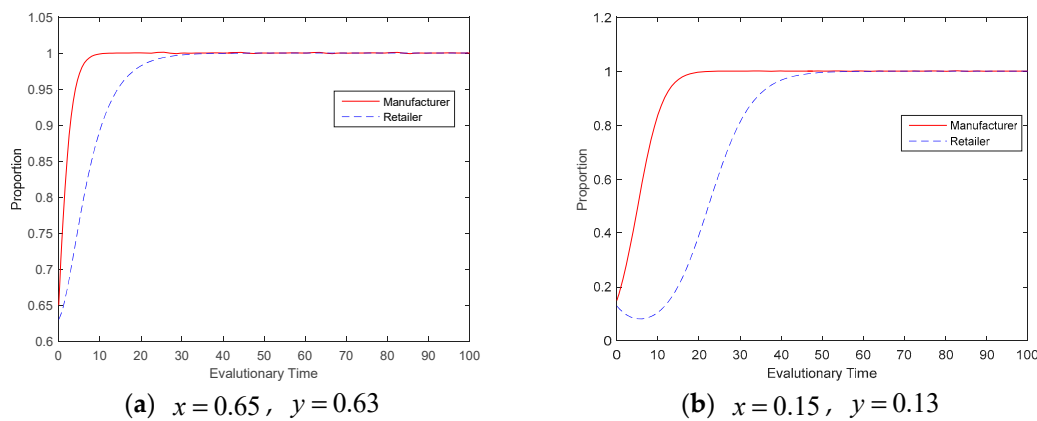 1.05
1
0.95
0.9
0.85
0.8
0.75
0.7
0.65
0.6
Proportion
Manufacturer
Retailer
0 10 20 30 40 50 60 70 80 90 100
Evalutionary Time
(a) x = 0.65, y = 0.63
1.2
1
0.8
0.6
0.4
0.2
0
Proportion
Manufacturer
Retailer
0 10 20 30 40 50 60 70 80 90 100
Evalutionary Time
(b) x = 0.15, y = 0.13